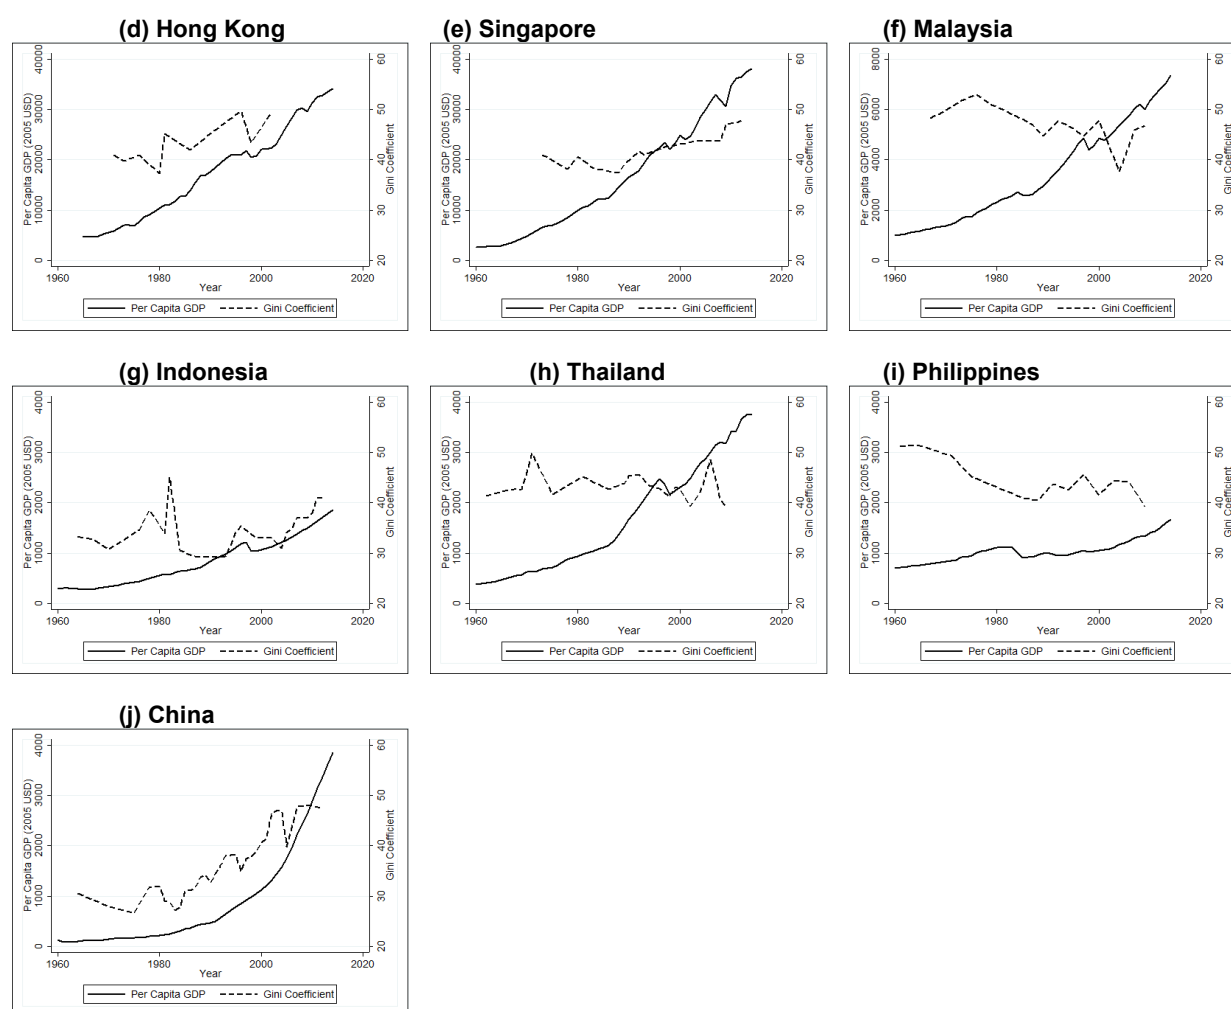 (d) Hong Kong
Per Capita GDP (2005 USD)
0 10000 20000 30000 40000
Gini Coefficient
20 30 40 50 60
1960 1980 2000 2020
Year
Per Capita GDP Gini Coefficient
(e) Singapore
Per Capita GDP (2005 USD)
0 10000 20000 30000 40000
Gini Coefficient
20 30 40 50 60
1960 1980 2000 2020
Year
Per Capita GDP Gini Coefficient
(f) Malaysia
Per Capita GDP (2005 USD)
0 2000 4000 6000 8000
Gini Coefficient
20 30 40 50 60
1960 1980 2000 2020
Year
Per Capita GDP Gini Coefficient
(g) Indonesia
Per Capita GDP (2005 USD)
0 1000 2000 3000 4000
Gini Coefficient
20 30 40 50 60
1960 1980 2000 2020
Year
Per Capita GDP Gini Coefficient
(h) Thailand
Per Capita GDP (2005 USD)
0 1000 2000 3000 4000
Gini Coefficient
20 30 40 50 60
1960 1980 2000 2020
Year
Per Capita GDP Gini Coefficient
(i) Philippines
Per Capita GDP (2005 USD)
0 1000 2000 3000 4000
Gini Coefficient
20 30 40 50 60
1960 1980 2000 2020
Year
Per Capita GDP Gini Coefficient
(j) China
Per Capita GDP (2005 USD)
0 1000 2000 3000 4000
Gini Coefficient
20 30 40 50 60
1960 1980 2000 2020
Year
Per Capita GDP Gini Coefficient